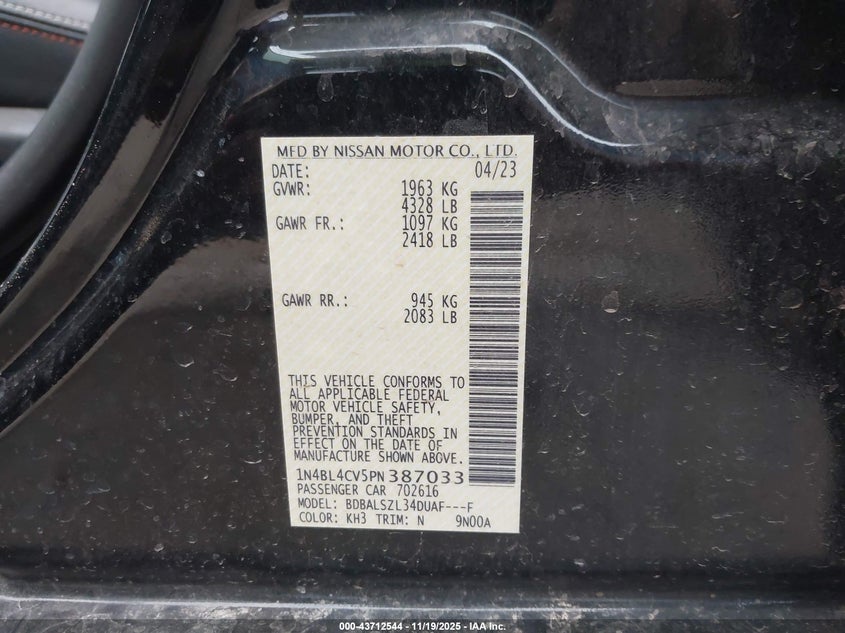 MFD BY NISSAN MOTOR CO., LTD.
DATE: 04/23
GVWR: 1963 KG
4328 LB
GAWR FR.: 1097 KG
2418 LB
GAWR RR.: 945 KG
2083 LB
THIS VEHICLE CONFORMS TO
ALL APPLICABLE FEDERAL
MOTOR VEHICLE SAFETY,
BUMPER, AND THEFT
PREVENTION STANDARDS IN
EFFECT ON THE DATE OF
MANUFACTURE SHOWN ABOVE.
1N4BL4CV5PN387033
PASSENGER CAR 702616
MODEL: BDBALSZL34DUAF---F
COLOR: KH3 TRIM: N 9N00A
000-43712544 - 11/19/2025 - IAA Inc.